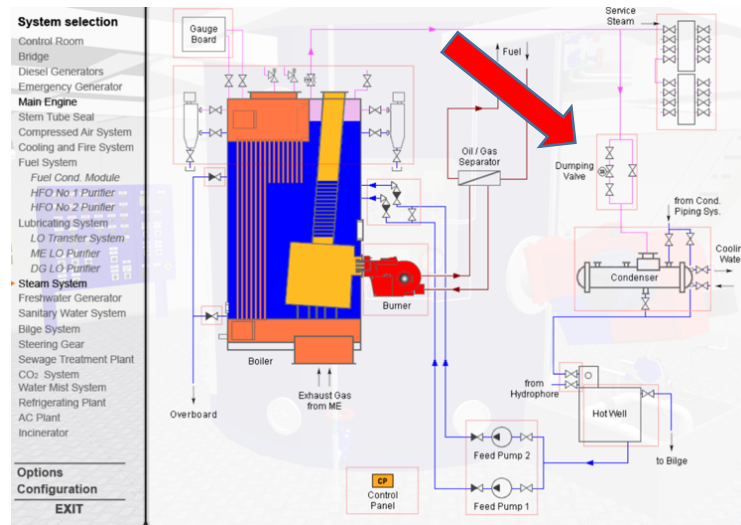 System selection
Control Room
Bridge
Diesel Generators
Emergency Generator
Main Engine
Stem Tube Seal
Compressed Air System
Cooling and Fire System
Fuel System
Fuel Cond. Module
HFO No 1 Purifier
HFO No 2 Purifier
Lubricating System
LO Transfer System
ME LO Purifier
DG LO Purifier
Steam System
Freshwater Generator
Sanitary Water System
Bilge System
Steering Gear
Sewage Treatment Plant
CO2 System
Water Mist System
Refrigerating Plant
AC Plant
Incinerator
Options
Configuration
EXIT
Gauge
Board
Service
Steam
Fuel
Oil / Gas
Separator
Dumping
Valve
from Cond.
Piping Sys.
Coolin
Wate
Condenser
Burner
Boiler
Exhaust Gas
from ME
Overboard
from
Hydrophore
Hot Well
to Bilge
Feed Pump 2
Feed Pump 1
CP
Control
Panel